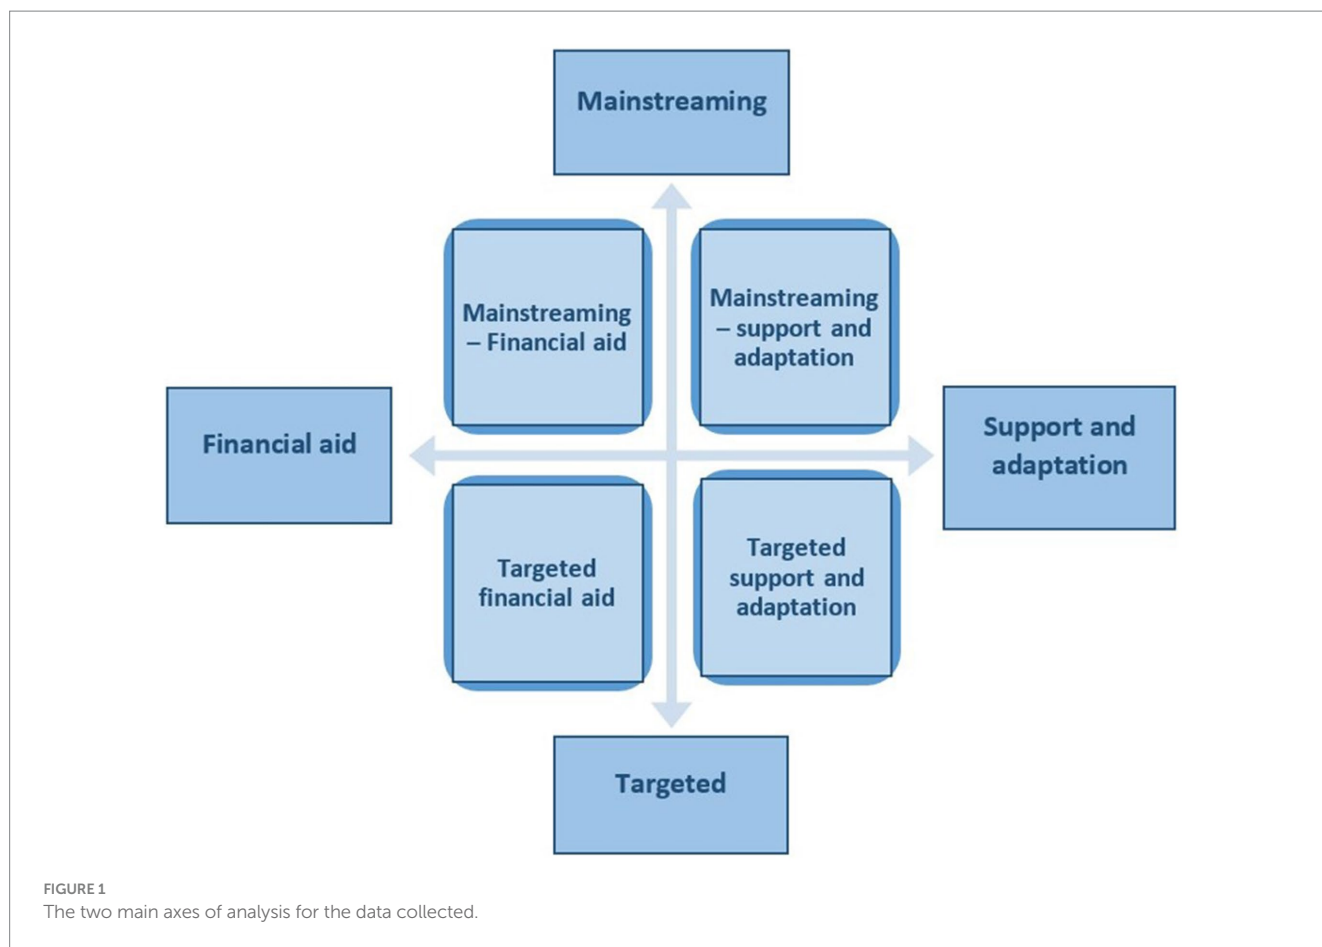 Mainstreaming
Mainstreaming
– Financial aid
Mainstreaming
– support and
adaptation
Financial aid
Support and
adaptation
Targeted
financial aid
Targeted
support and
adaptation
Targeted
FIGURE 1
The two main axes of analysis for the data collected.